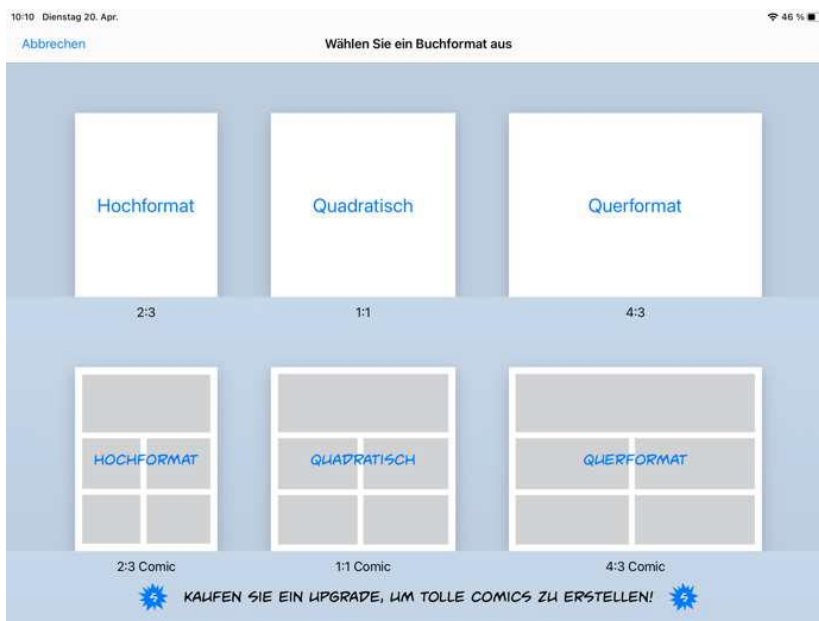 10:10 Dienstag 20. Apr. 46 %
Abbrechen Wählen Sie ein Buchformat aus
Hochformat Quadratisch Querformat
2:3 1:1 4:3
HOCHFORMAT QUADRATISCH QUERFORMAT
2:3 Comic 1:1 Comic 4:3 Comic
KAUFEN SIE EIN UPGRADE, UM TOLLE COMICS ZU ERSTELLEN!